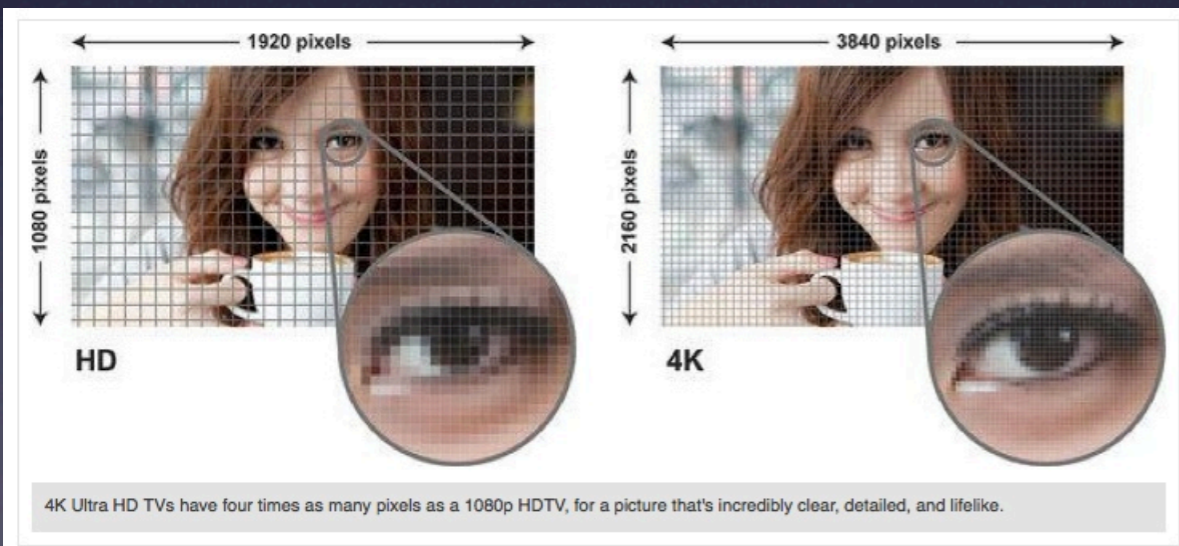 1920 pixels
1080 pixels
HD
3840 pixels
2160 pixels
4K
4K Ultra HD TVs have four times as many pixels as a 1080p HDTV, for a picture that's incredibly clear, detailed, and lifelike.